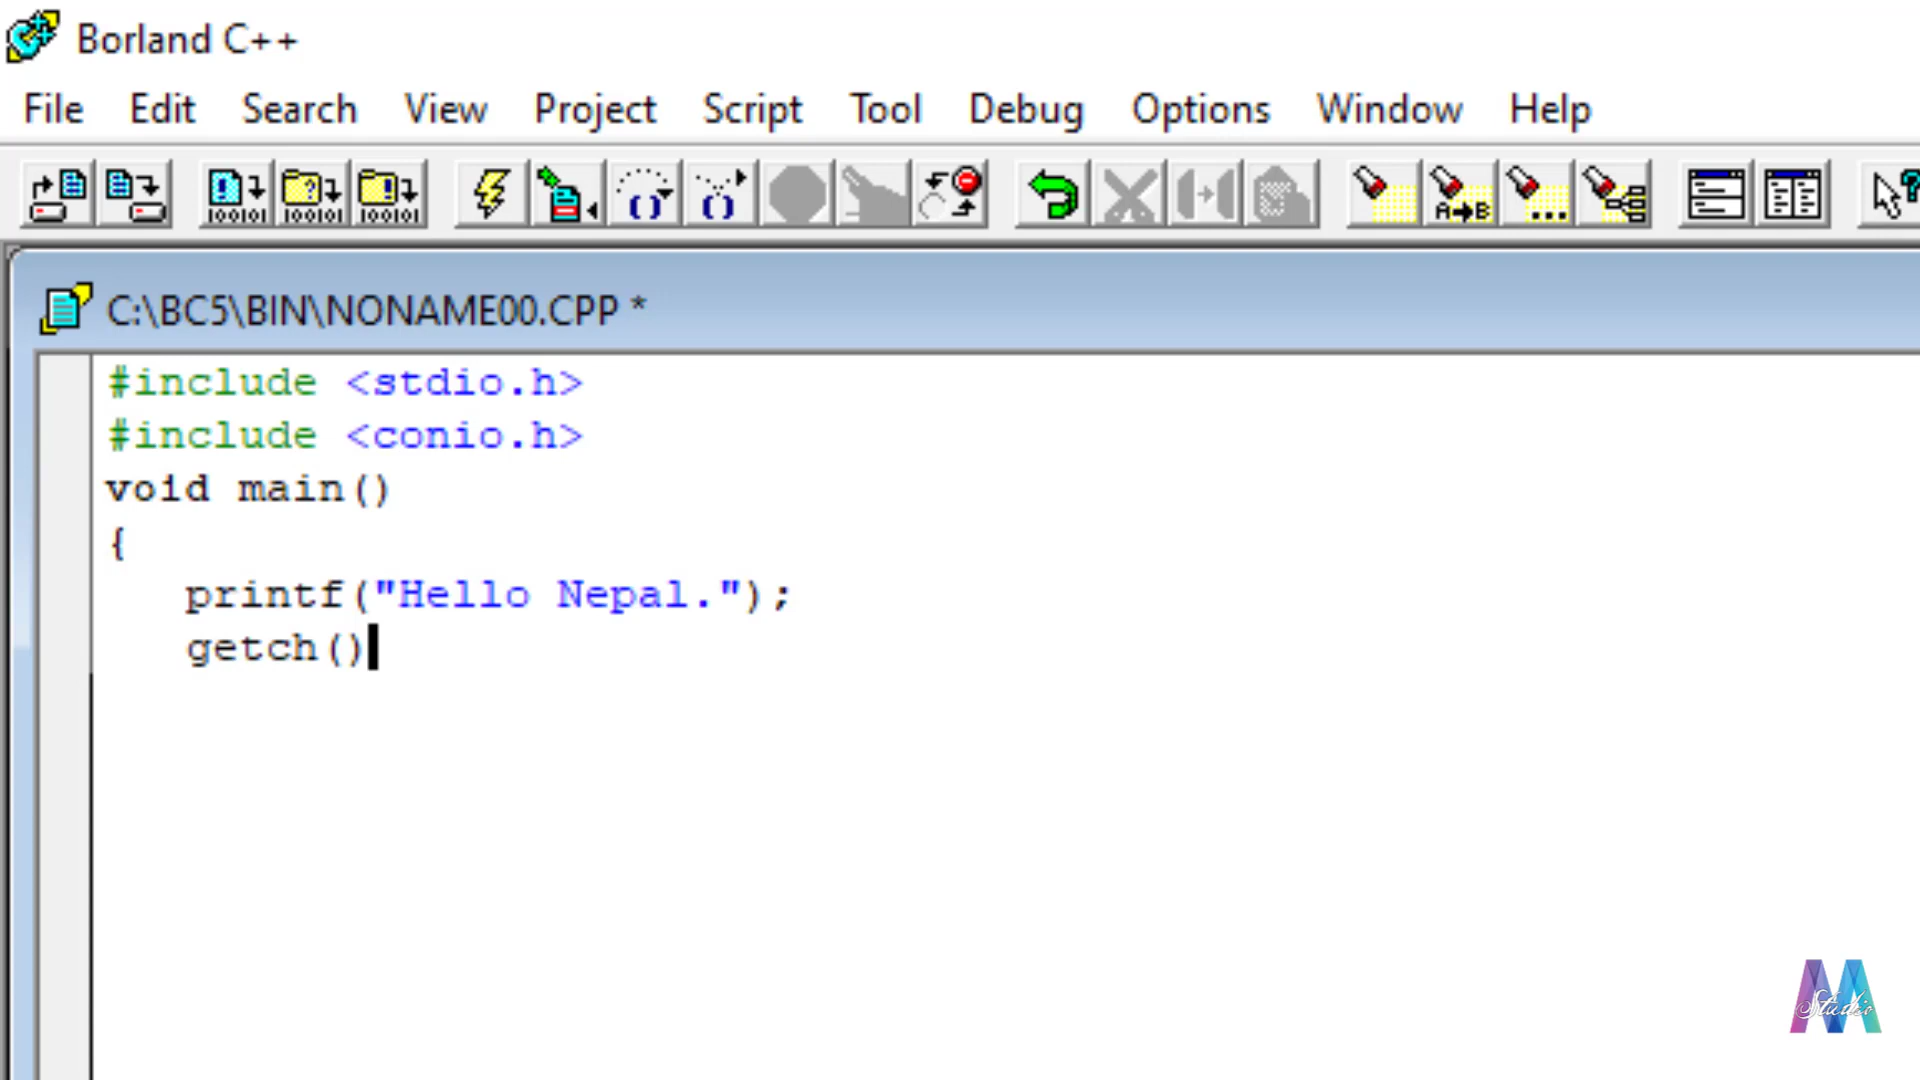 Borland C++
File Edit Search View Project Script Tool Debug Options Window Help
C:\BC5\BIN\NONAME00.CPP *
#include <stdio.h>
#include <conio.h>
void main()
{
printf("Hello Nepal.");
getch()
Studio